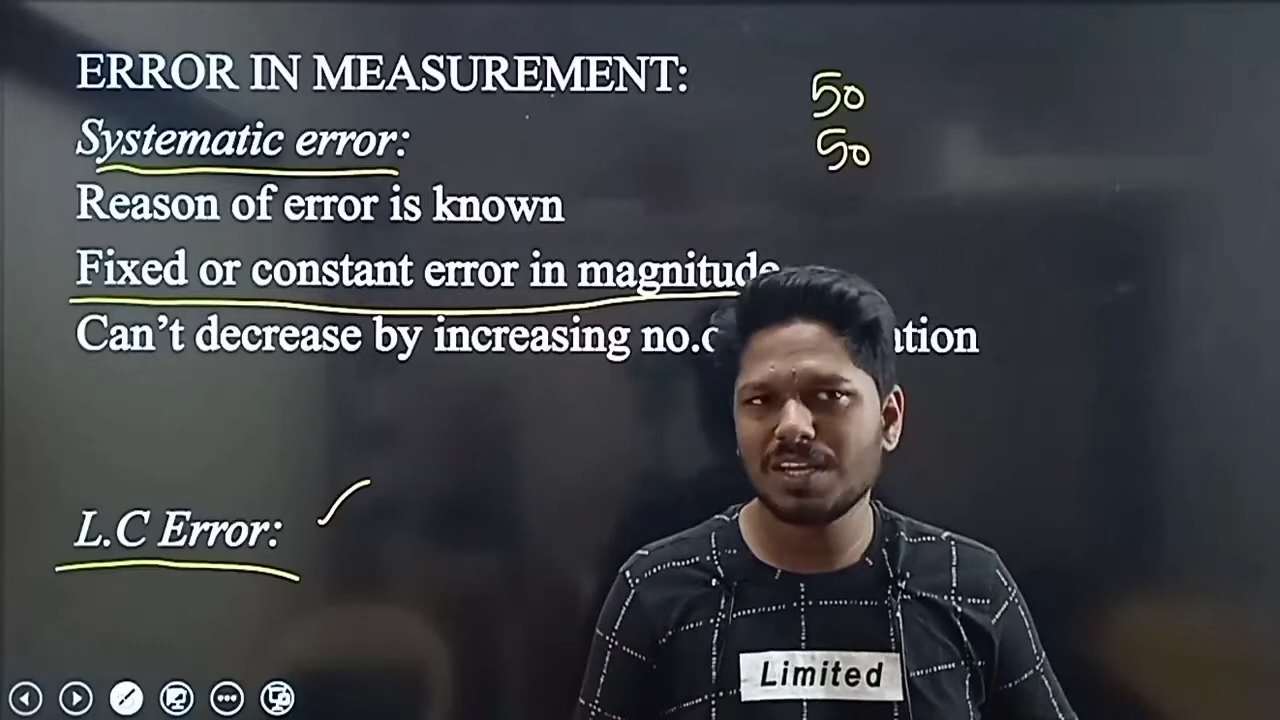 ERROR IN MEASUREMENT:
50
Systematic error:
50
Reason of error is known
Fixed or constant error in magnitude
Can't decrease by increasing no.o ation
L.C Error:
Limited